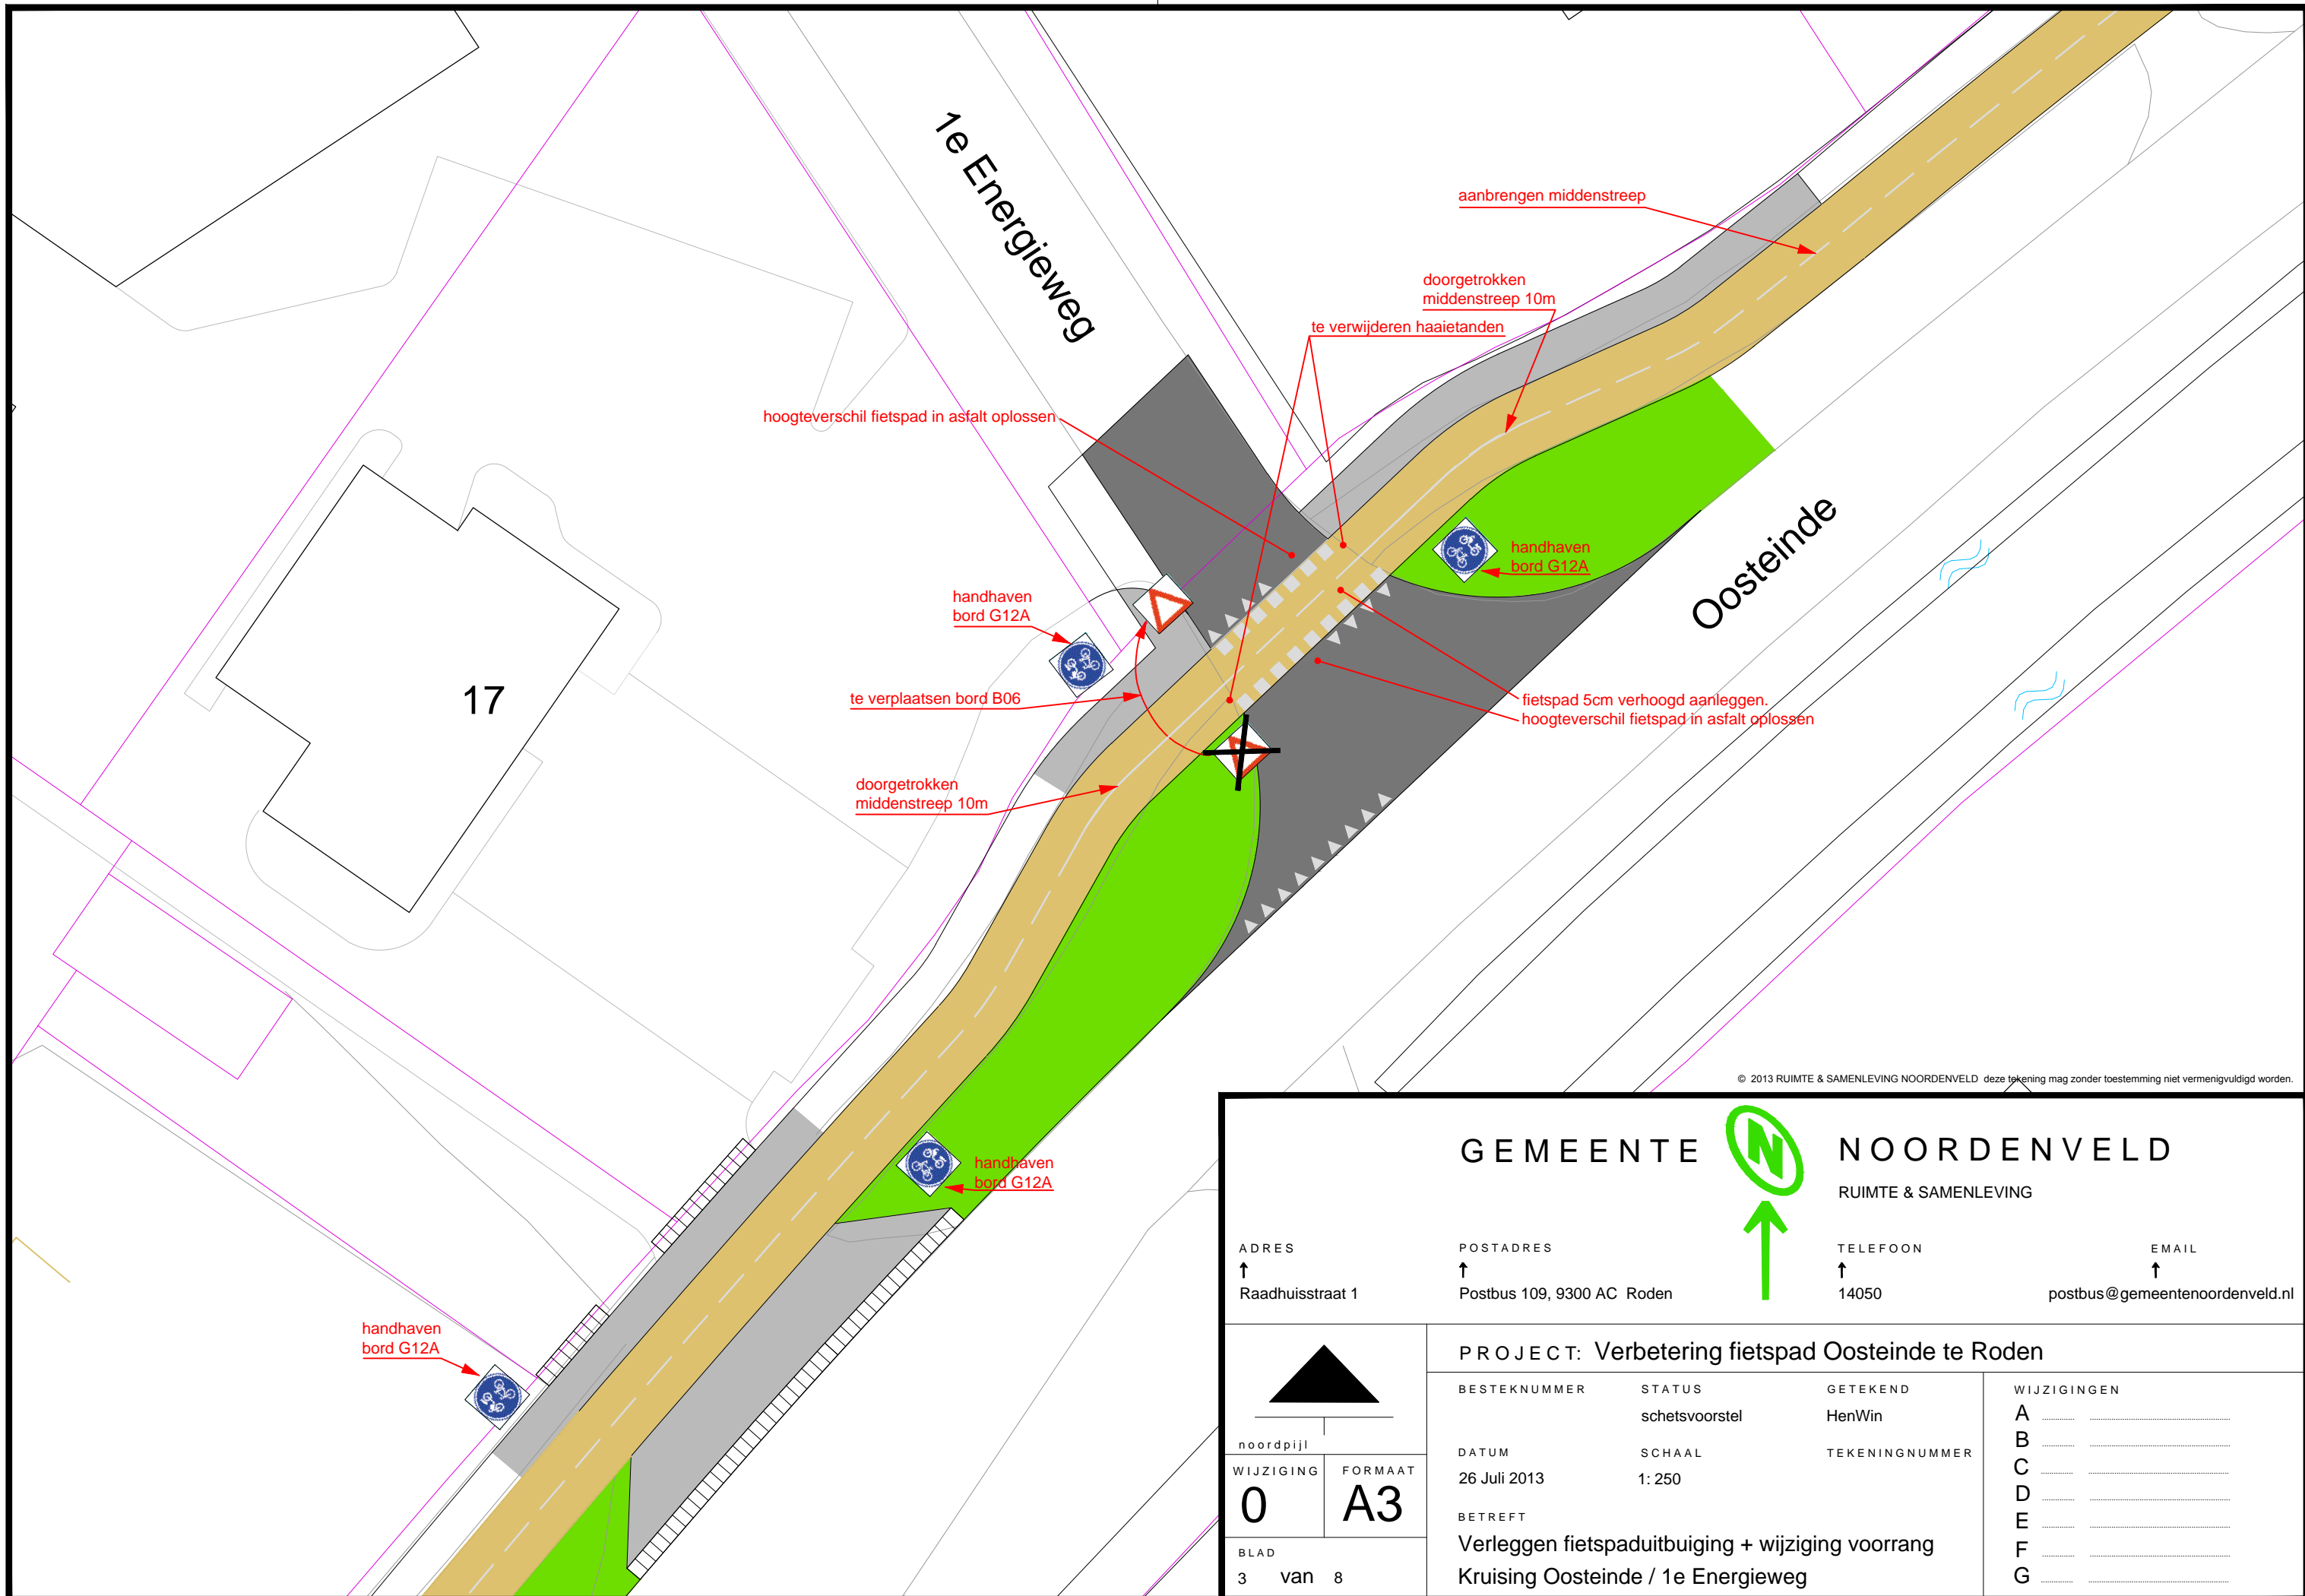 1e Energieweg
aanbrengen middenstreep
doorgetrokken
middenstreep 10m
te verwijderen haaietanden
hoogteverschil fietspad in asfalt oplossen
Oosteinde
handhaven
bord G12A
handhaven
bord G12A
17
te verplaatsen bord B06
fietspad 5cm verhoogd aanleggen.
hoogteverschil fietspad in asfalt oplossen
doorgetrokken
middenstreep 10m
handhaven
bord G12A
handhaven
bord G12A
© 2013 RUIMTE & SAMENLEVING NOORDENVELD deze tekening mag zonder toestemming niet vermenigvuldigd worden.
GEMEENTE N NOORDENVELD
RUIMTE & SAMENLEVING
ADRES POSTADRES TELEFOON EMAIL
Raadhuisstraat 1 Postbus 109, 9300 AC Roden 14050 postbus@gemeentenoordenveld.nl
PROJECT: Verbetering fietspad Oosteinde te Roden
BESTEKNUMMER STATUS GETEKEND WIJZIGINGEN
schetsvoorstel HenWin
noordpijl
DATUM SCHAAL TEKENINGNUMMER
26 Juli 2013 1: 250
WIJZIGING FORMAAT
0 A3
BETREFT
Verleggen fietspaduitbuiging + wijziging voorrang
Kruising Oosteinde / 1e Energieweg
BLAD
3 van 8
A
B
C
D
E
F
G